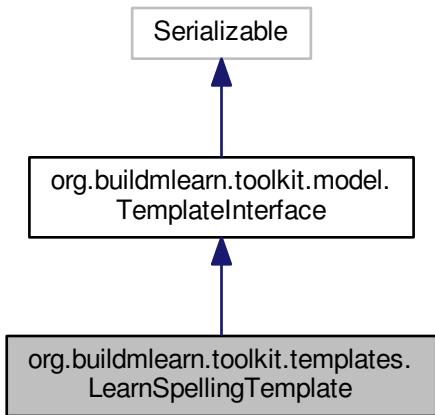 Serializable
org.buildmlearn.toolkit.model.
TemplateInterface
org.buildmlearn.toolkit.templates.
LearnSpellingTemplate